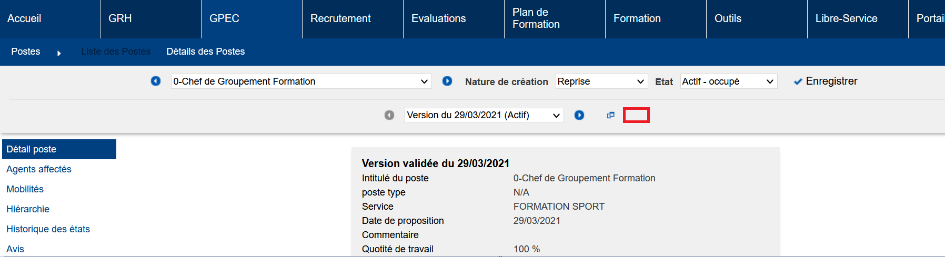 Accueil GRH GPEC Recrutement Evaluations Plan de Formation Formation Outils Libre-Service Portai
Postes Liste des Postes Détails des Postes
0-Chef de Groupement Formation Nature de création Reprise Etat Actif - occupé Enregistrer
Version du 29/03/2021 (Actif)
Détail poste
Agents affectés
Mobilités
Hiérarchie
Historique des états
Avis
Version validée du 29/03/2021
Intitulé du poste 0-Chef de Groupement Formation
poste type N/A
Service FORMATION SPORT
Date de proposition 29/03/2021
Commentaire
Quotité de travail 100 %